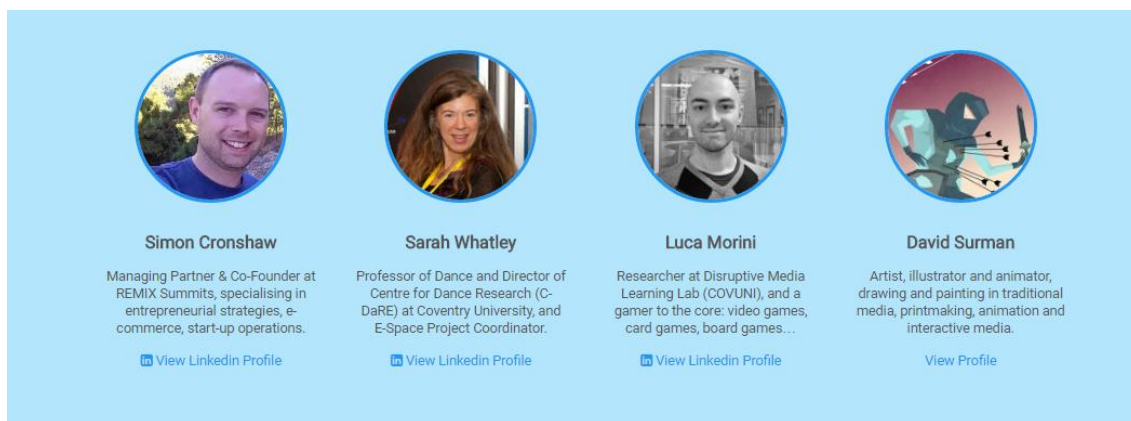 Simon Cronshaw
Managing Partner & Co-Founder at
REMIX Summits, specialising in
entrepreneurial strategies, e-
commerce, start-up operations.
View Linkedin Profile
Sarah Whatley
Professor of Dance and Director of
Centre for Dance Research (C-
DaRE) at Coventry University, and
E-Space Project Coordinator.
View Linkedin Profile
Luca Morini
Researcher at Disruptive Media
Learning Lab (COVUNI), and a
gamer to the core: video games,
card games, board games…
View Linkedin Profile
David Surman
Artist, illustrator and animator,
drawing and painting in traditional
media, printmaking, animation and
interactive media.
View Profile